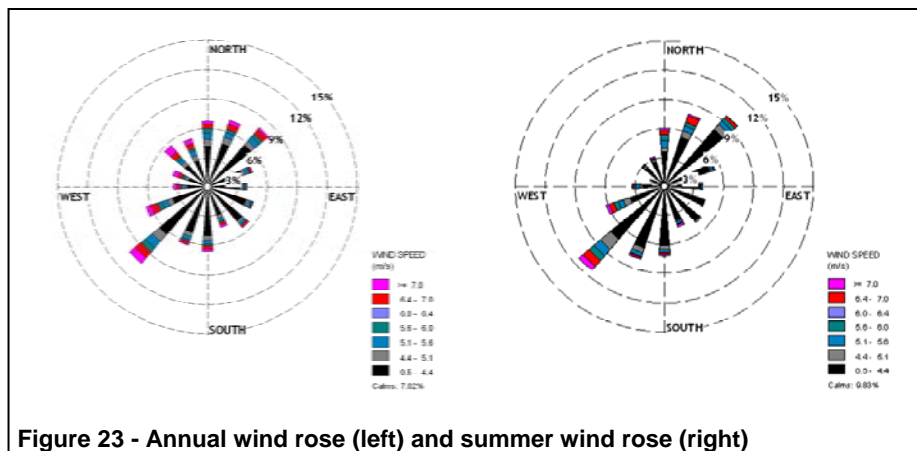 NORTH
15%
12%
9%
6%
3%
WEST
EAST
SOUTH
WIND SPEED
(m/s)
>= 7.0
6.4 - 7.0
6.0 - 6.4
5.6 - 6.0
5.1 - 5.6
4.4 - 5.1
0.5 - 4.4
Calms: 7.02%
NORTH
15%
12%
9%
6%
3%
WEST
EAST
SOUTH
WIND SPEED
(m/s)
>= 7.0
6.4 - 7.0
6.0 - 6.4
5.6 - 6.0
5.1 - 5.6
4.4 - 5.1
0.5 - 4.4
Calms: 9.83%
Figure 23 - Annual wind rose (left) and summer wind rose (right)